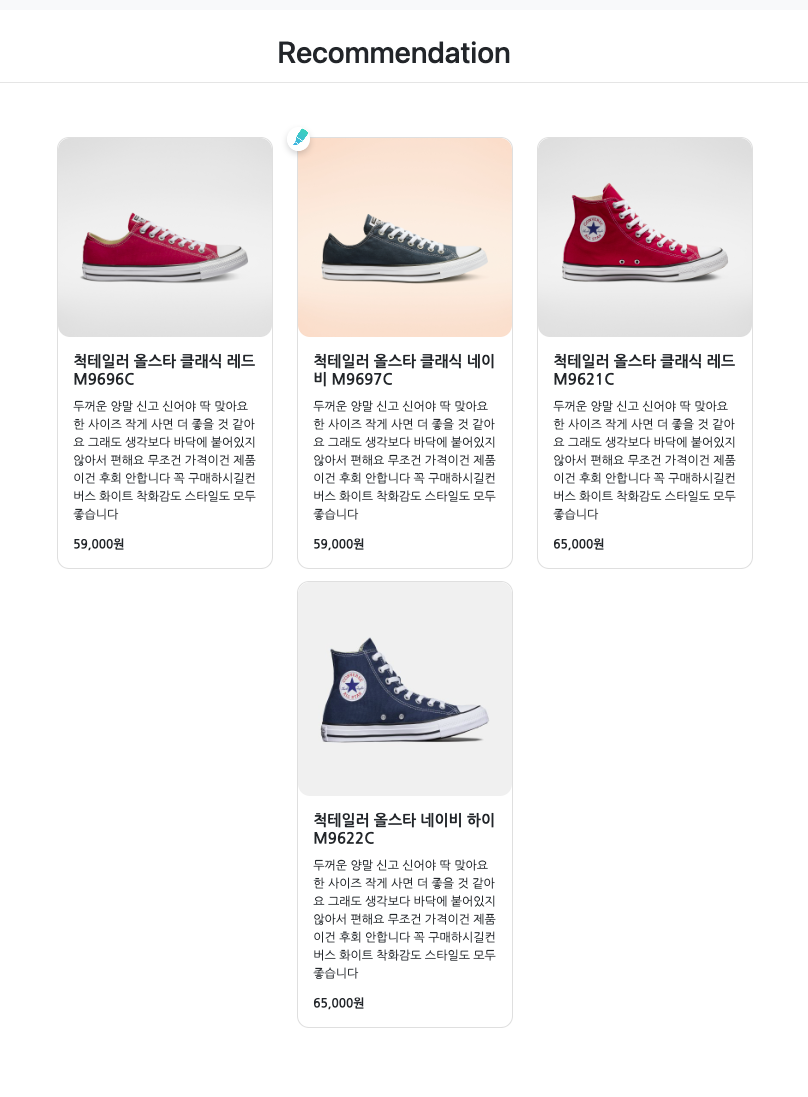 Recommendation
척테일러 올스타 클래식 레드
M9696C
두꺼운 양말 신고 신어야 딱 맞아요
한 사이즈 작게 사면 더 좋을 것 같아
요 그래도 생각보다 바닥에 붙어있지
않아서 편해요 무조건 가격이건 제품
이건 후회 안합니다 꼭 구매하시길컨
버스 화이트 착화감도 스타일도 모두
좋습니다
59,000원
척테일러 올스타 클래식 네이
비 M9697C
두꺼운 양말 신고 신어야 딱 맞아요
한 사이즈 작게 사면 더 좋을 것 같아
요 그래도 생각보다 바닥에 붙어있지
않아서 편해요 무조건 가격이건 제품
이건 후회 안합니다 꼭 구매하시길컨
버스 화이트 착화감도 스타일도 모두
좋습니다
59,000원
CONVERSE
ALL STAR
척테일러 올스타 클래식 레드
M9621C
두꺼운 양말 신고 신어야 딱 맞아요
한 사이즈 작게 사면 더 좋을 것 같아
요 그래도 생각보다 바닥에 붙어있지
않아서 편해요 무조건 가격이건 제품
이건 후회 안합니다 꼭 구매하시길컨
버스 화이트 착화감도 스타일도 모두
좋습니다
65,000원
CONVERSE
ALL STAR
척테일러 올스타 네이비 하이
M9622C
두꺼운 양말 신고 신어야 딱 맞아요
한 사이즈 작게 사면 더 좋을 것 같아
요 그래도 생각보다 바닥에 붙어있지
않아서 편해요 무조건 가격이건 제품
이건 후회 안합니다 꼭 구매하시길컨
버스 화이트 착화감도 스타일도 모두
좋습니다
65,000원